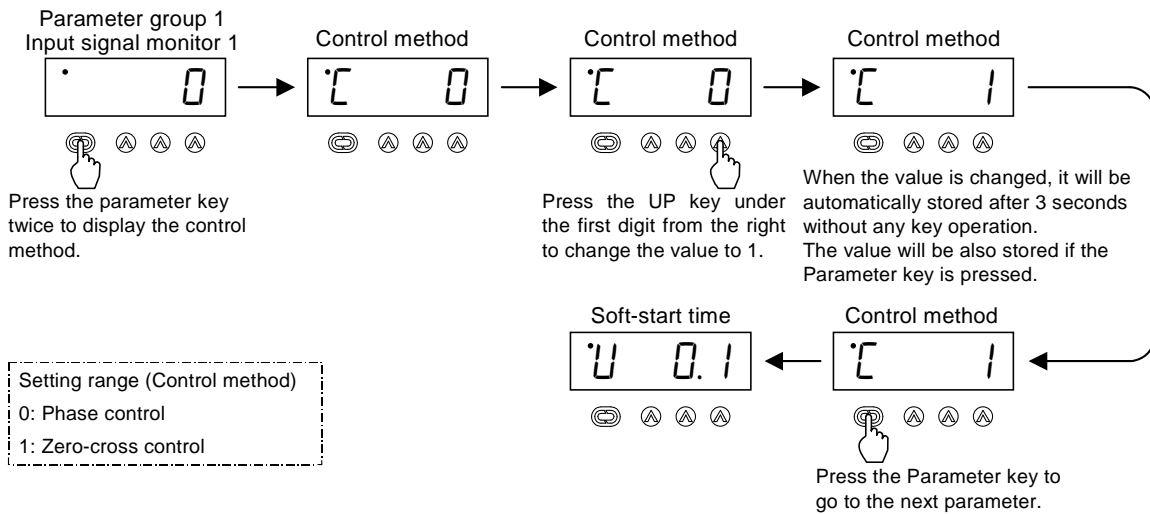 Parameter group 1
Input signal monitor 1
0
Press the parameter key
twice to display the control
method.
Control method
C 0
Control method
C 0
Press the UP key under
the first digit from the right
to change the value to 1.
Control method
C 1
When the value is changed, it will be
automatically stored after 3 seconds
without any key operation.
The value will be also stored if the
Parameter key is pressed.
Control method
C 1
Press the Parameter key to
go to the next parameter.
Soft-start time
U 0.1
Setting range (Control method)
0: Phase control
1: Zero-cross control